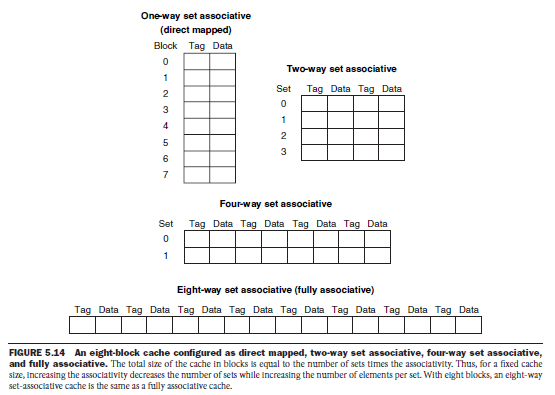 One-way set associative
(direct mapped)
Block Tag Data
0
1
2
3
4
5
6
7
Two-way set associative
Set Tag Data Tag Data
0
1
2
3
Four-way set associative
Set Tag Data Tag Data Tag Data Tag Data
0
1
Eight-way set associative (fully associative)
Tag Data Tag Data Tag Data Tag Data Tag Data Tag Data Tag Data Tag Data
FIGURE 5.14 An eight-block cache configured as direct mapped, two-way set associative, four-way set associative,
and fully associative. The total size of the cache in blocks is equal to the number of sets times the associativity. Thus, for a fixed cache
size, increasing the associativity decreases the number of sets while increasing the number of elements per set. With eight blocks, an eight-way
set-associative cache is the same as a fully associative cache.